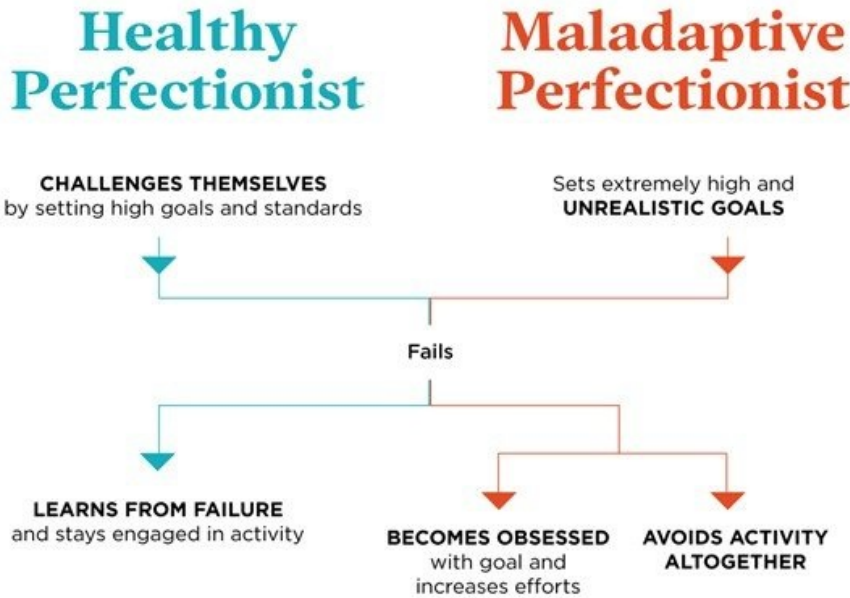 Healthy
Perfectionist
Maladaptive
Perfectionist
CHALLENGES THEMSELVES
by setting high goals and standards
Sets extremely high and
UNREALISTIC GOALS
Fails
LEARNS FROM FAILURE
and stays engaged in activity
BECOMES OBSESSED
with goal and
increases efforts
AVOIDS ACTIVITY
ALTOGETHER